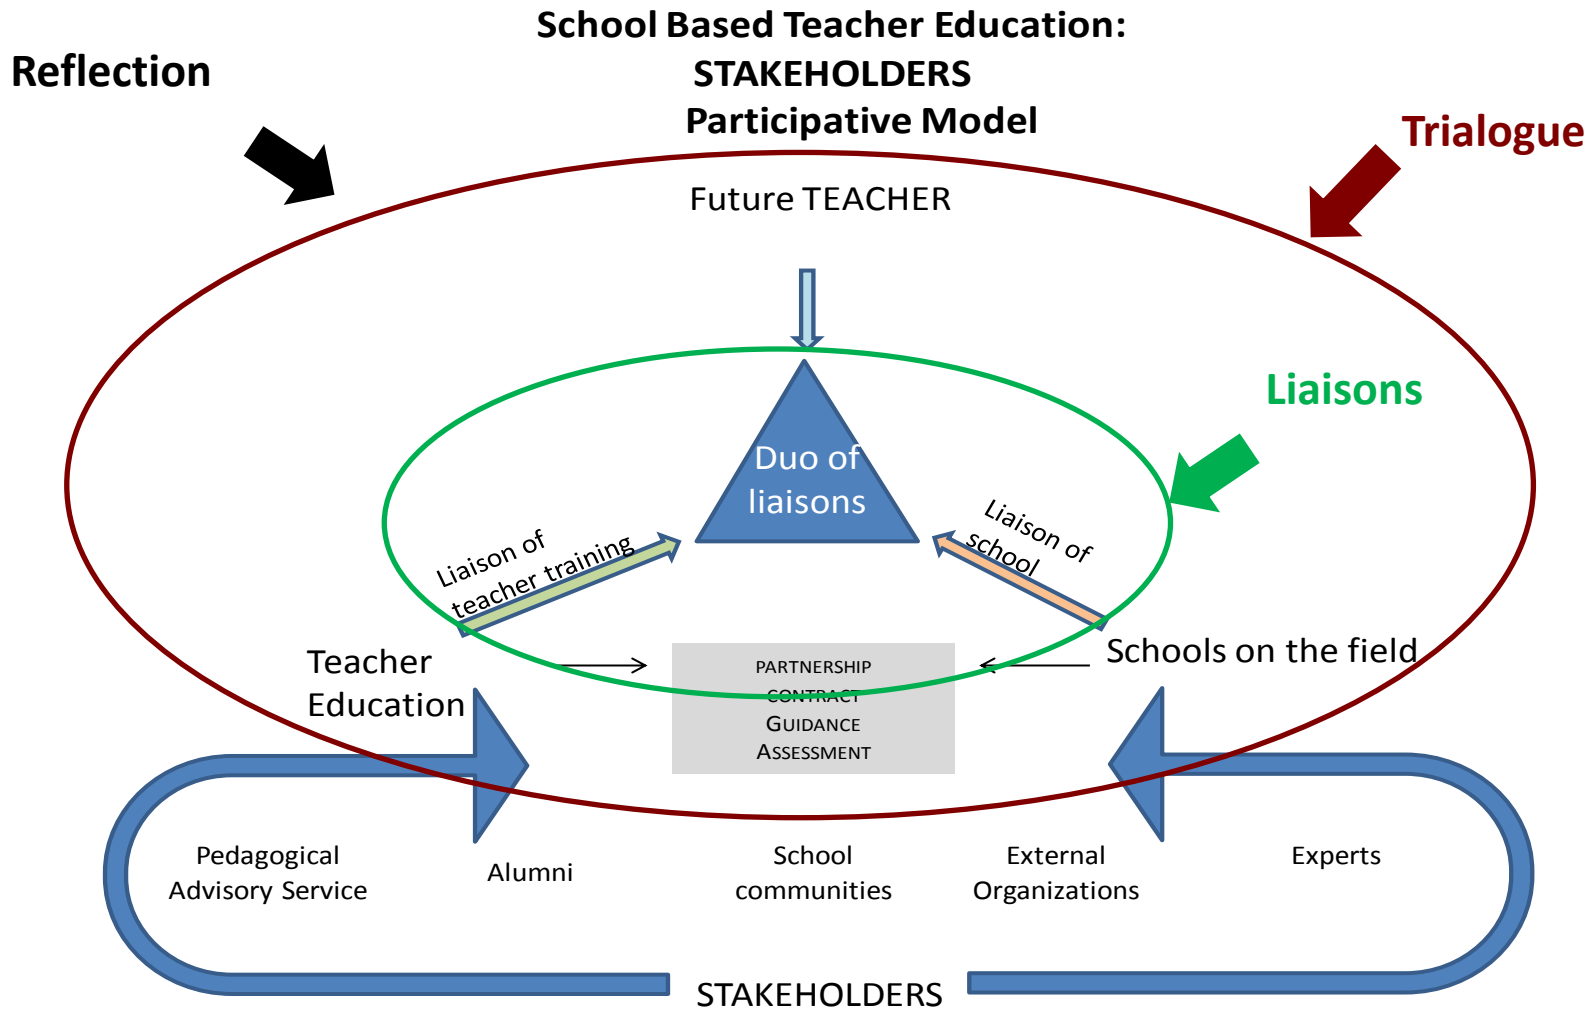 School Based Teacher Education:
STAKEHOLDERS
Participative Model
Reflection
Trialogue
Future TEACHER
Liaisons
Duo of
liaisons
Liaison of
teacher training
Liaison of
school
Teacher
Education
Schools on the field
PARTNERSHIP
CONTRACT
GUIDANCE
ASSESSMENT
Pedagogical
Advisory Service
Alumni
School
communities
External
Organizations
Experts
STAKEHOLDERS